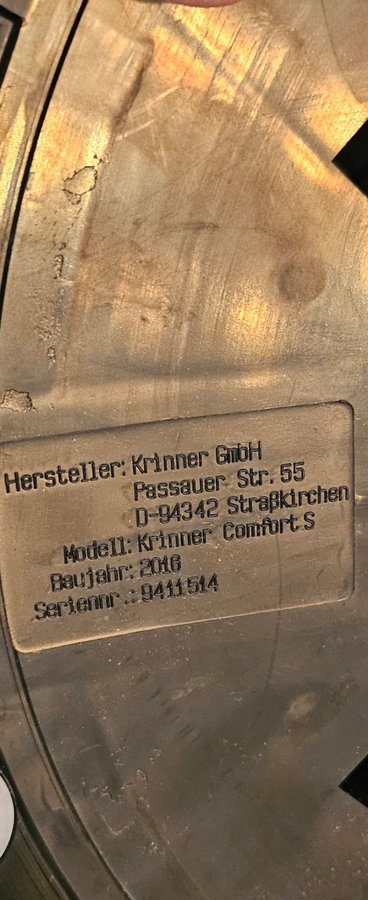 Hersteller: Krinner GmbH
Passauer Str. 55
D-94342 Straßkirchen
Modell: Krinner Comfort S
Baujahr: 2016
Seriennr.: 9411514